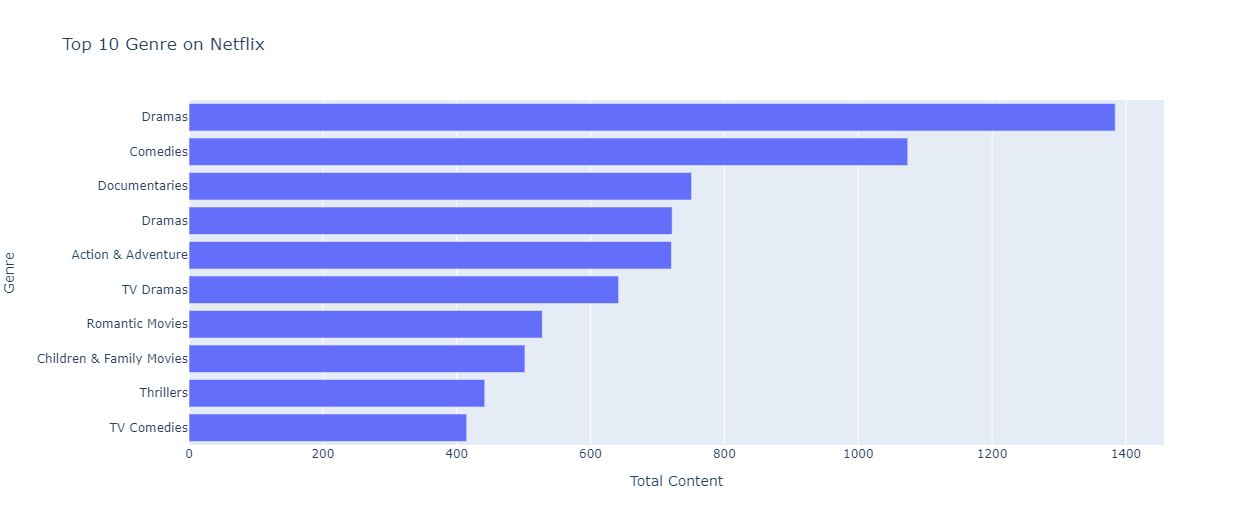 Top 10 Genre on Netflix
Genre
Dramas
Comedies
Documentaries
Dramas
Action & Adventure
TV Dramas
Romantic Movies
Children & Family Movies
Thrillers
TV Comedies
0 200 400 600 800 1000 1200 1400
Total Content